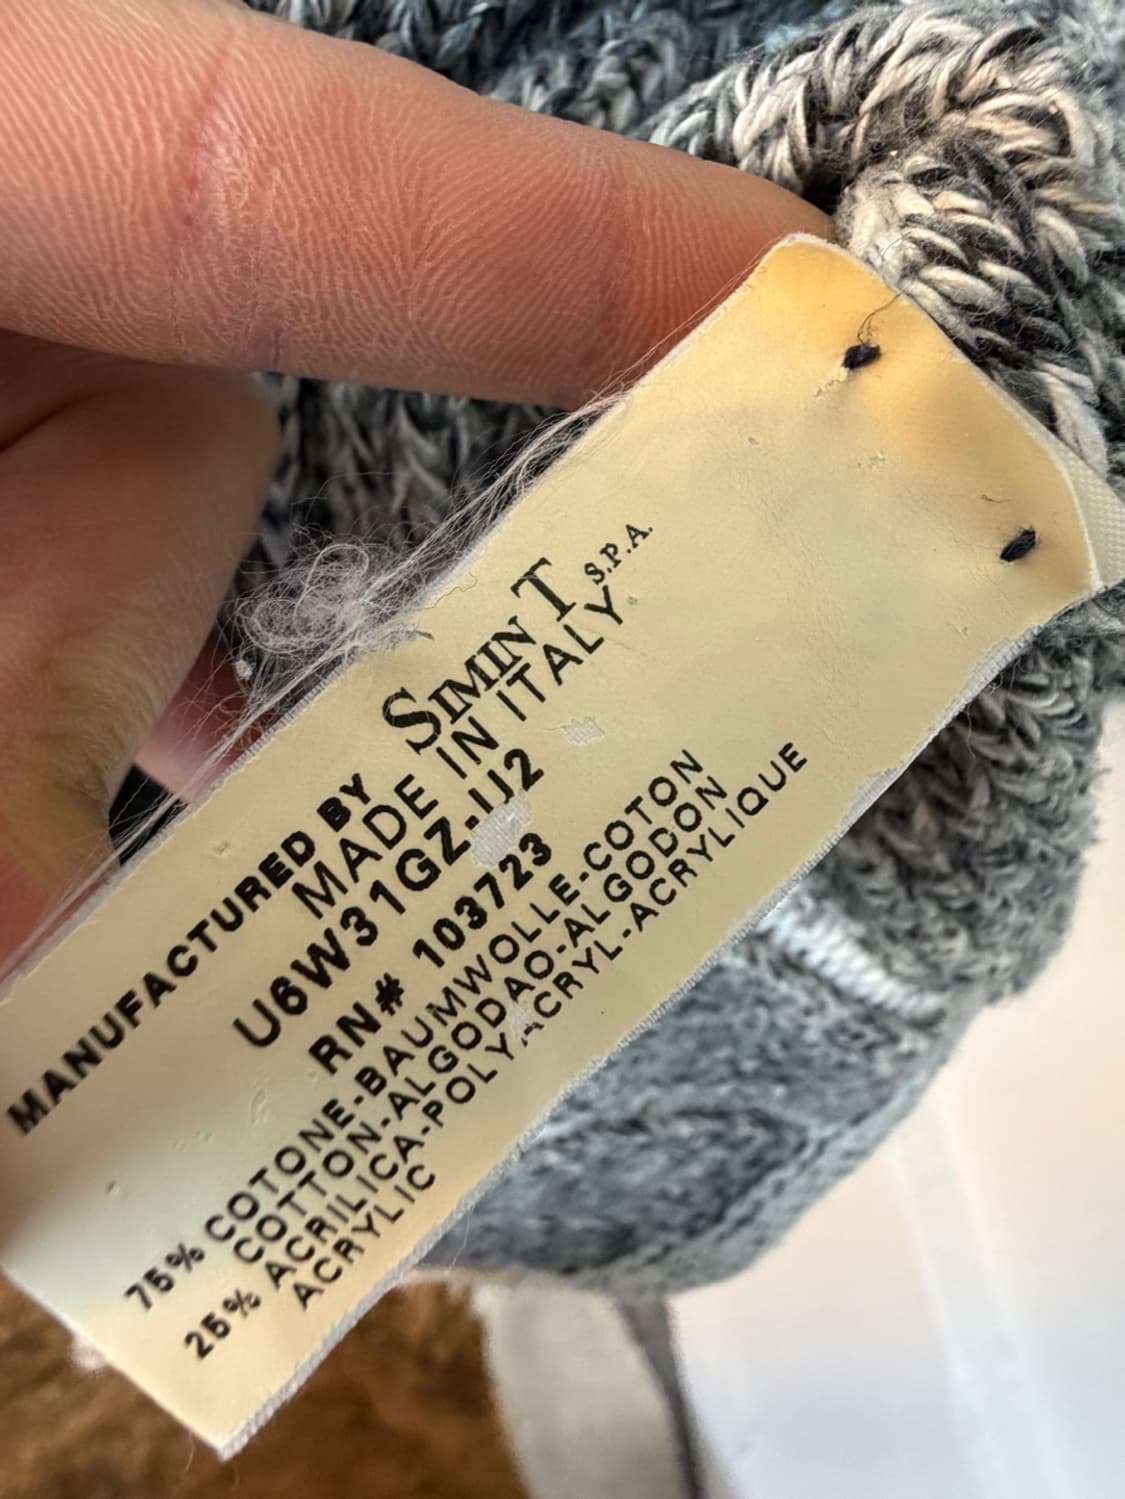 MANUFACTURED BY SIMINT S.P.A.
MADE IN ITALY
U6W31GZ.U2
RN# 103723
75% COTONE-BAUMWOLLE-COTON
COTTON-ALGODAO-ALGODON
25% ACRILICA-POLYACRYL-ACRYLIQUE
ACRYLIC